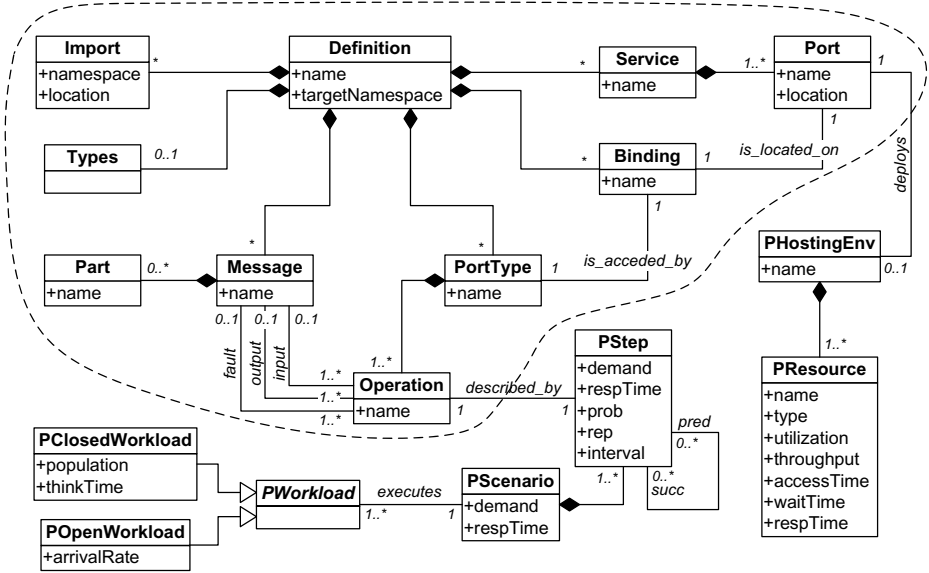 Import
+namespace
+location
*
Definition
+name
+targetNamespace
*
Service
+name
1..*
Port
+name
+location
1
1
Types
0..1
*
Binding
+name
1
is_located_on
deploys
1
Part
+name
0..*
*
Message
+name
*
PortType
+name
1
is_acceded_by
PHostingEnv
+name
0..1
0..1
0..1
0..1
fault
output
input
1..*
1..*
1..*
1..*
Operation
+name
described_by
1
1
PStep
+demand
+respTime
+prob
+rep
+interval
pred
0..*
0..*
succ
1..*
1..*
PResource
+name
+type
+utilization
+throughput
+accessTime
+waitTime
+respTime
PClosedWorkload
+population
+thinkTime
PWorkload
executes
1..*
1
PScenario
+demand
+respTime
POpenWorkload
+arrivalRate